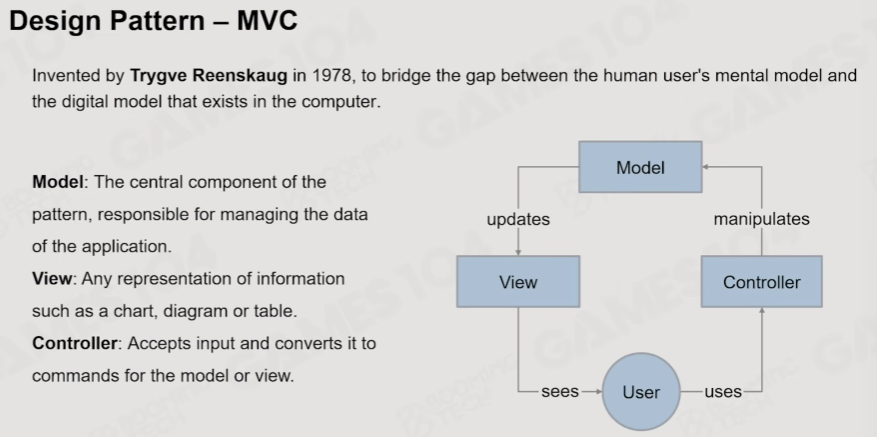 Design Pattern – MVC
Invented by Trygve Reenskaug in 1978, to bridge the gap between the human user's mental model and
the digital model that exists in the computer.
Model: The central component of the
pattern, responsible for managing the data
of the application.
View: Any representation of information
such as a chart, diagram or table.
Controller: Accepts input and converts it to
commands for the model or view.
Model
updates
manipulates
View
Controller
sees
User
uses
GAMES104